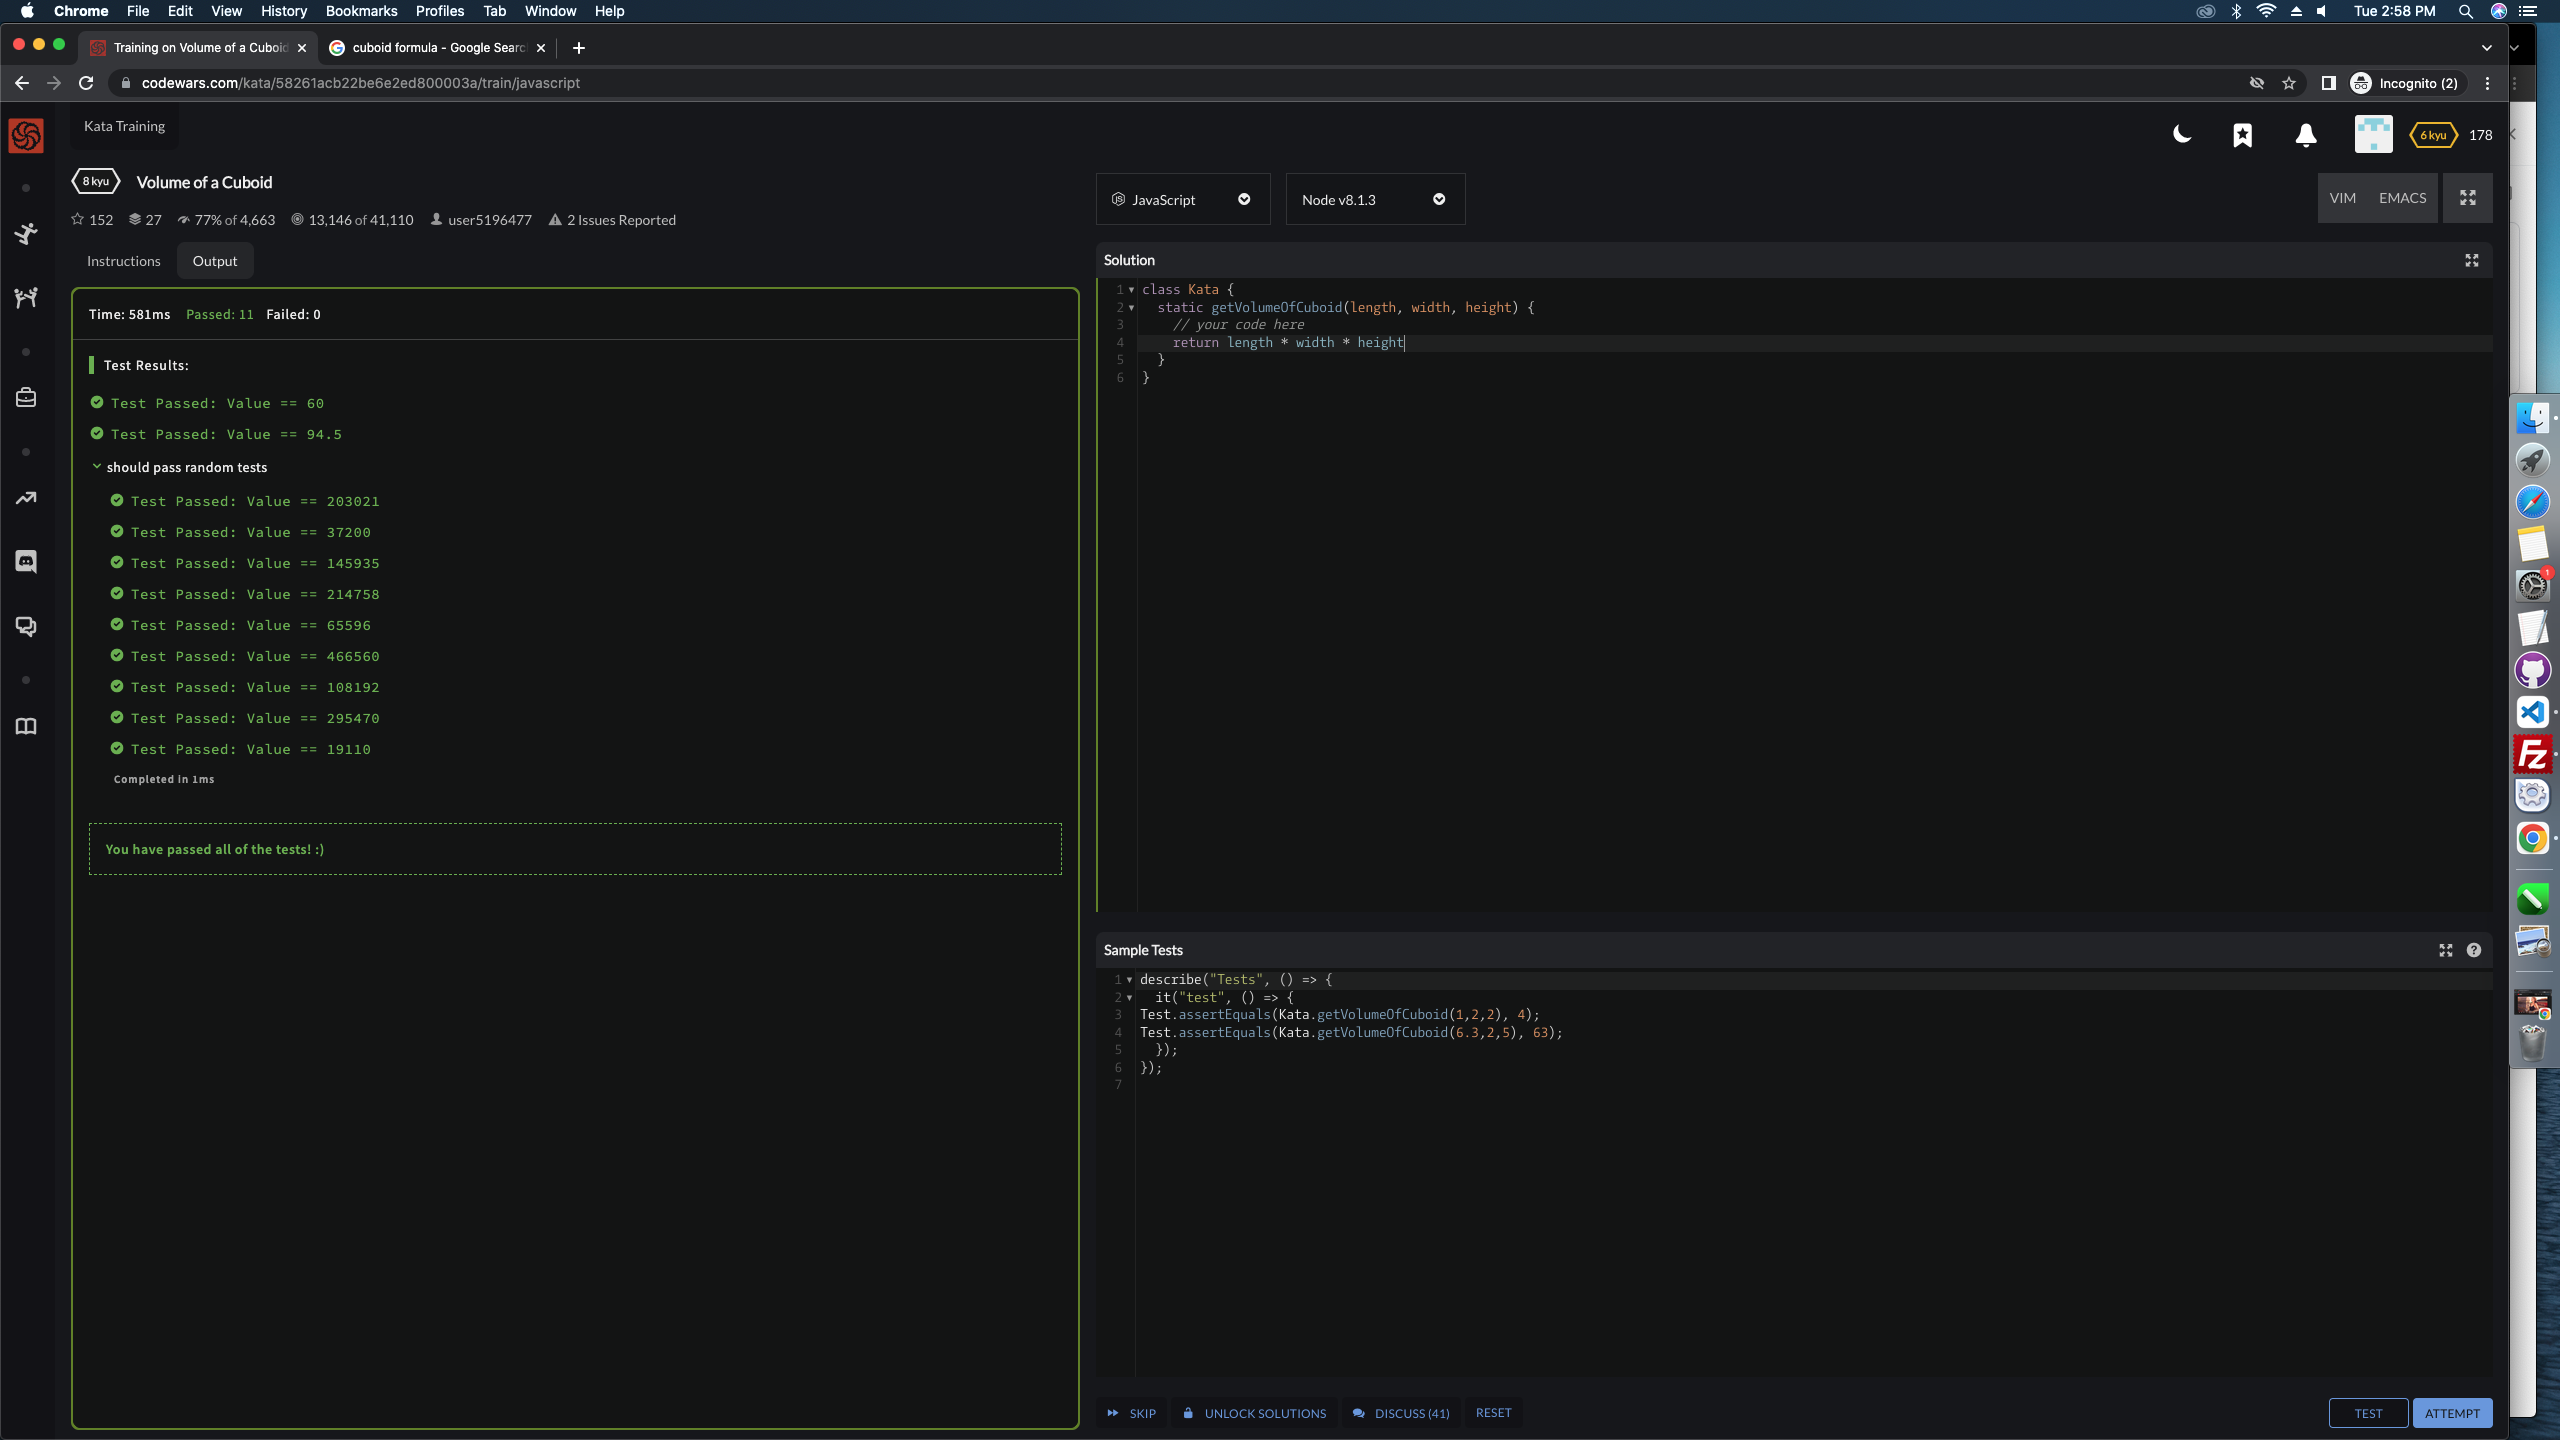 Chrome File Edit View History Bookmarks Profiles Tab Window Help Tue 2:58 PM
Training on Volume of a Cuboid cuboid formula - Google Searc
codewars.com/kata/58261acb22be6e2ed800003a/train/javascript Incognito (2)
Kata Training
6 kyu 178
8 kyu Volume of a Cuboid
152 27 77% of 4,663 13,146 of 41,110 user5196477 2 Issues Reported
Instructions Output
Time: 581ms Passed: 11 Failed: 0
Test Results:
Test Passed: Value == 60
Test Passed: Value == 94.5
should pass random tests
Test Passed: Value == 203021
Test Passed: Value == 37200
Test Passed: Value == 145935
Test Passed: Value == 214758
Test Passed: Value == 65596
Test Passed: Value == 466560
Test Passed: Value == 108192
Test Passed: Value == 295470
Test Passed: Value == 19110
Completed in 1ms
You have passed all of the tests! :)
JavaScript Node v8.1.3 VIM EMACS
Solution
1 class Kata {
2 static getVolumeOfCuboid(length, width, height) {
3 // your code here
4 return length * width * height
5 }
6 }
Sample Tests
1 describe("Tests", () => {
2 it("test", () => {
3 Test.assertEquals(Kata.getVolumeOfCuboid(1,2,2), 4);
4 Test.assertEquals(Kata.getVolumeOfCuboid(6.3,2,5), 63);
5 });
6 });
7
SKIP UNLOCK SOLUTIONS DISCUSS (41) RESET TEST ATTEMPT
1
Fz